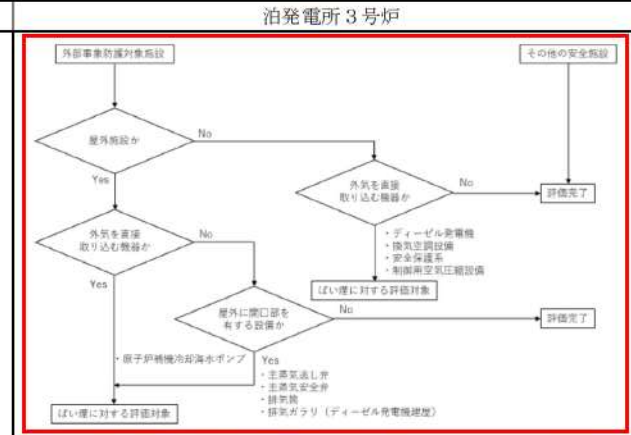 泊発電所3号炉
外部事象防護対象施設
その他の安全施設
屋外施設か
No
Yes
外気を直接
取り込む機器か
No
評価完了
外気を直接
取り込む機器か
No
Yes
・ディーゼル発電機
・換気空調設備
・安全保護系
・制御用空気圧縮設備
ばい煙に対する評価対象
屋外に開口部を
有する設備か
No
評価完了
・原子炉補機冷却海水ポンプ
Yes
・主蒸気逃し弁
・主蒸気安全弁
・排気筒
・排気ガラリ（ディーゼル発電機建屋）
ばい煙に対する評価対象